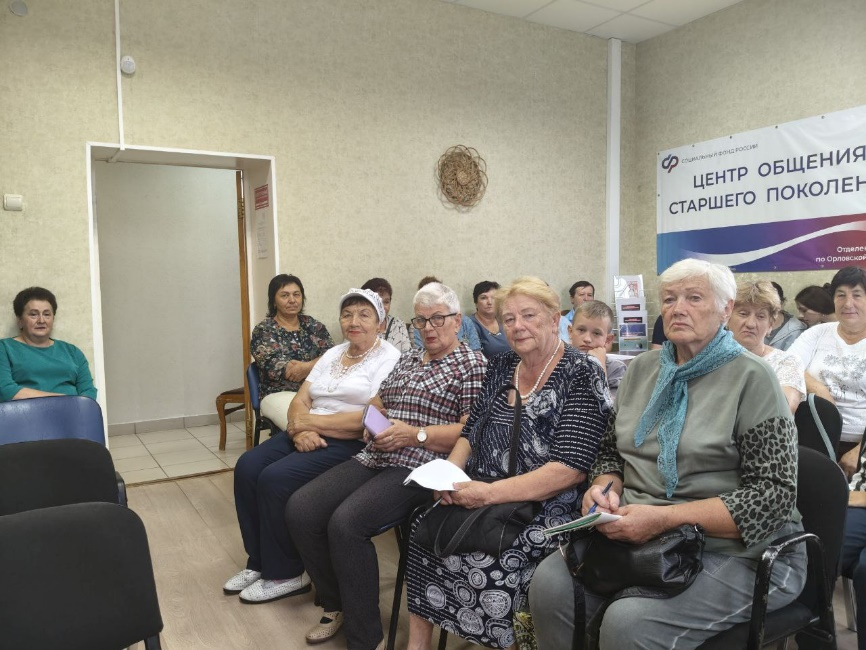 СОЦИАЛЬНЫЙ ФОНД РОССИИ
ЦЕНТР ОБЩЕНИЯ
СТАРШЕГО ПОКОЛЕН
Отделе
по Орловской